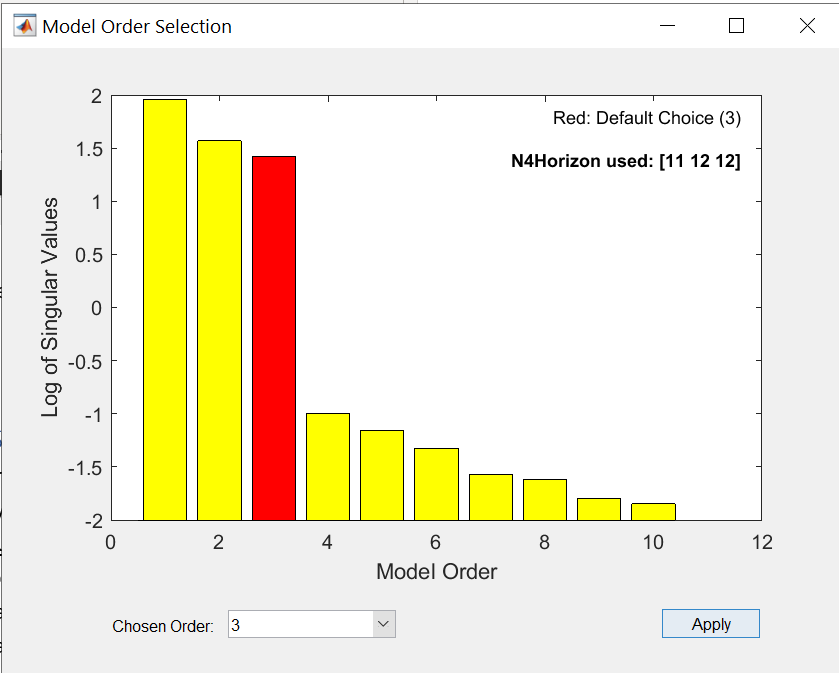 Model Order Selection
Red: Default Choice (3)
N4Horizon used: [11 12 12]
Log of Singular Values
2
1.5
1
0.5
0
-0.5
-1
-1.5
-2
0 2 4 6 8 10 12
Model Order
Chosen Order: 3 Apply